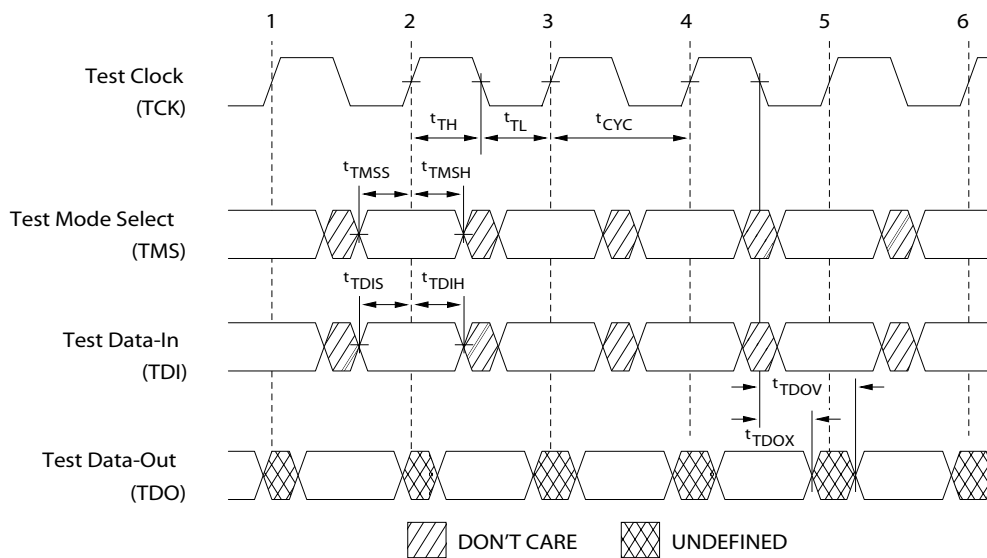 1 2 3 4 5 6
Test Clock
(TCK)
tTH tTL tCYC
tTMSS tTMSH
Test Mode Select
(TMS)
tTDIS tTDIH
Test Data-In
(TDI)
tTDOV
tTDOX
Test Data-Out
(TDO)
DON'T CARE UNDEFINED